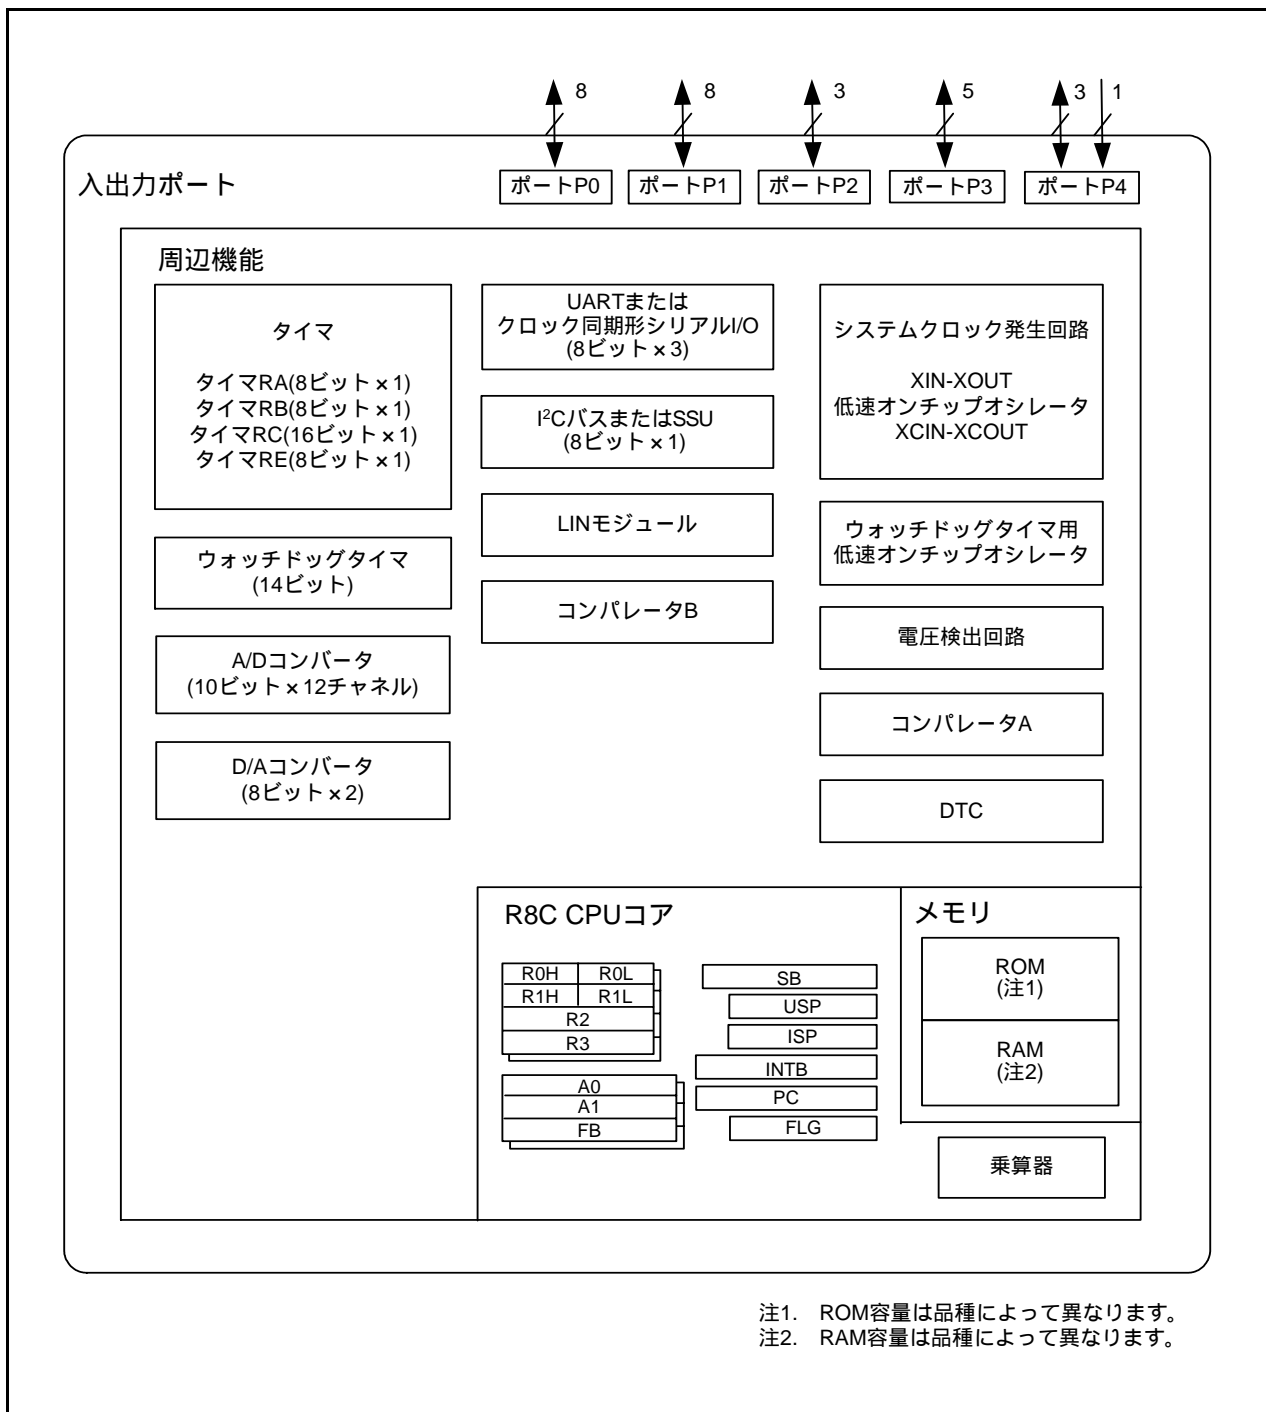 8 8 3 5 3 1
入出力ポート
ポートP0 ポートP1 ポートP2 ポートP3 ポートP4
周辺機能
タイマ
タイマRA(8ビット×1)
タイマRB(8ビット×1)
タイマRC(16ビット×1)
タイマRE(8ビット×1)
ウォッチドッグタイマ
(14ビット)
A/Dコンバータ
(10ビット×12チャネル)
D/Aコンバータ
(8ビット×2)
UARTまたは
クロック同期形シリアルI/O
(8ビット×3)
I²CバスまたはSSU
(8ビット×1)
LINモジュール
コンパレータB
システムクロック発生回路
XIN-XOUT
低速オンチップオシレータ
XCIN-XCOUT
ウォッチドッグタイマ用
低速オンチップオシレータ
電圧検出回路
コンパレータA
DTC
R8C CPUコア
R0H R0L
R1H R1L
R2
R3
A0
A1
FB
SB
USP
ISP
INTB
PC
FLG
メモリ
ROM
(注1)
RAM
(注2)
乗算器
注1. ROM容量は品種によって異なります。
注2. RAM容量は品種によって異なります。